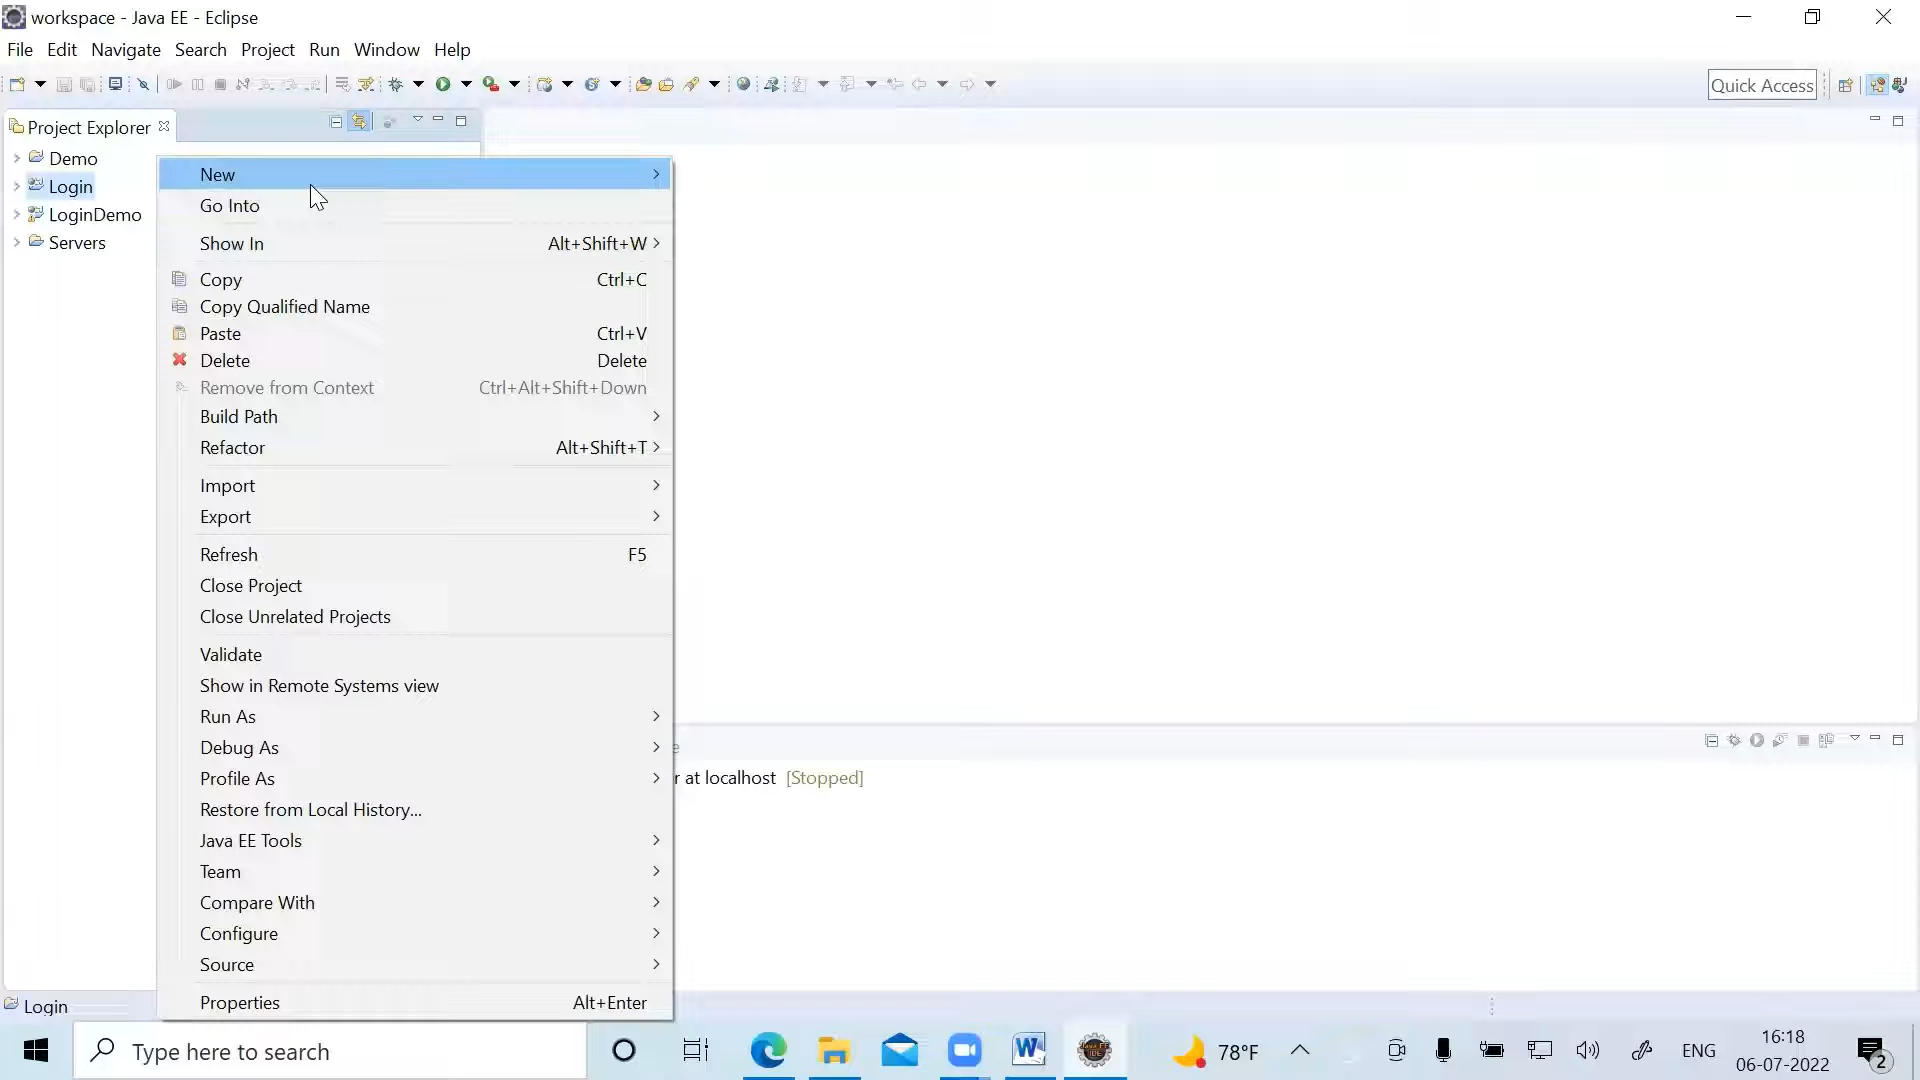 workspace - Java EE - Eclipse
File Edit Navigate Search Project Run Window Help
Quick Access
Project Explorer
Demo
Login
LoginDemo
Servers
New
Go Into
Show In Alt+Shift+W
Copy Ctrl+C
Copy Qualified Name
Paste Ctrl+V
Delete Delete
Remove from Context Ctrl+Alt+Shift+Down
Build Path
Refactor Alt+Shift+T
Import
Export
Refresh F5
Close Project
Close Unrelated Projects
Validate
Show in Remote Systems view
Run As
Debug As
Profile As
Restore from Local History...
Java EE Tools
Team
Compare With
Configure
Source
Properties Alt+Enter
e
r at localhost [Stopped]
Login
Type here to search
78°F
ENG
16:18
06-07-2022
2